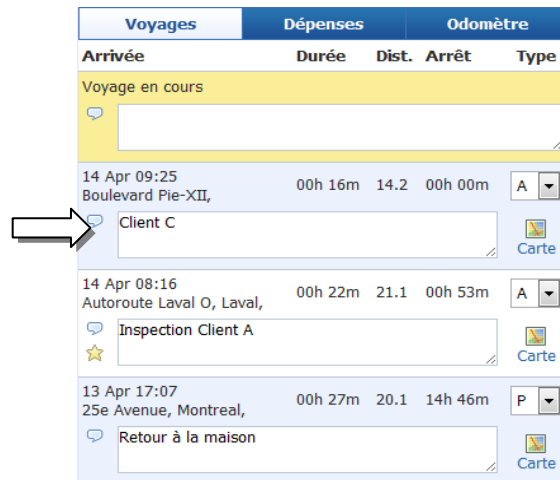 Voyages Dépenses Odomètre
Arrivée Durée Dist. Arrêt Type
Voyage en cours
14 Apr 09:25 00h 16m 14.2 00h 00m A
Boulevard Pie-XII,
Client C
Carte
14 Apr 08:16 00h 22m 21.1 00h 53m A
Autoroute Laval O, Laval,
Inspection Client A
Carte
13 Apr 17:07 00h 27m 20.1 14h 46m P
25e Avenue, Montreal,
Retour à la maison
Carte